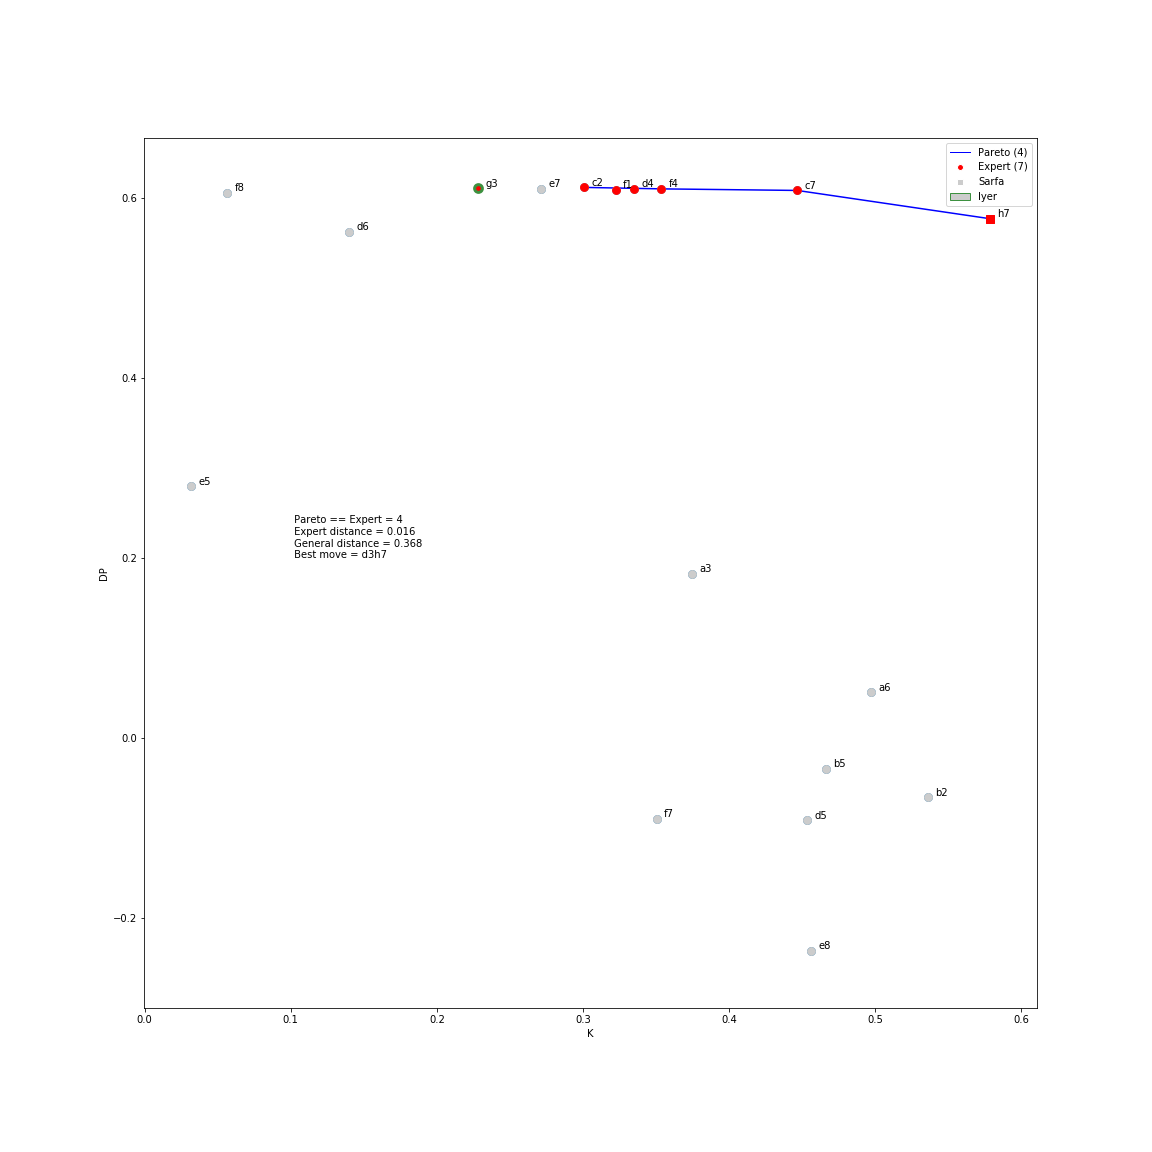 Pareto (4)
Expert (7)
Sarfa
Iyer
f8
g3
e7
c2
f1
d4
f4
c7
h7
d6
e5
Pareto == Expert = 4
Expert distance = 0.016
General distance = 0.368
Best move = d3h7
a3
a6
b5
b2
f7
d5
e8
0.6
0.4
0.2
0.0
−0.2
DP
0.0 0.1 0.2 0.3 0.4 0.5 0.6
K